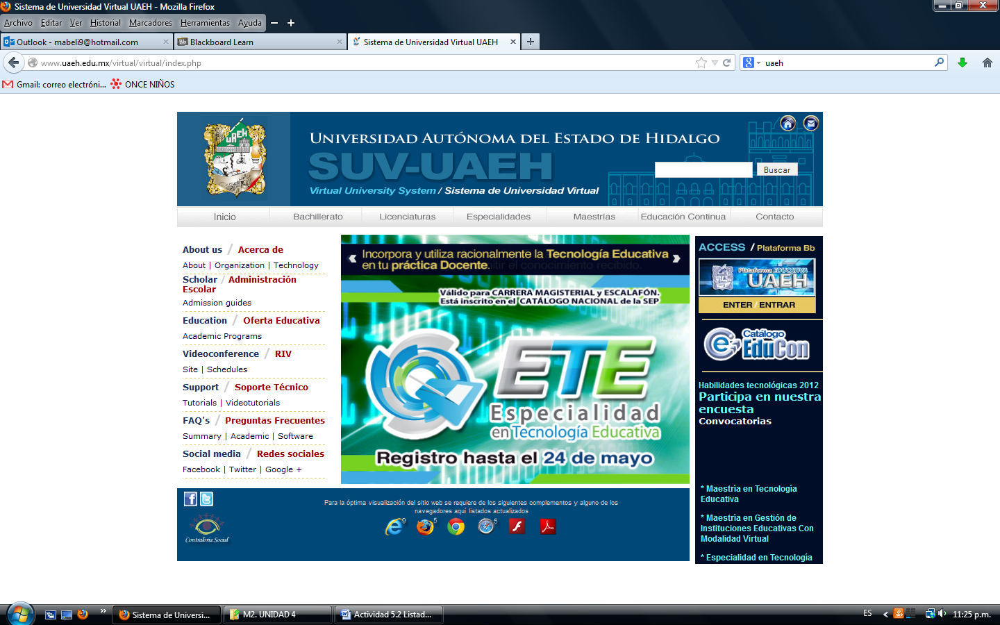 Sistema de Universidad Virtual UAEH - Mozilla Firefox
Archivo Editar Ver Historial Marcadores Herramientas Ayuda
Outlook - mabeli9@hotmail.com
Bb Blackboard Learn
Sistema de Universidad Virtual UAEH
www.uaeh.edu.mx/virtual/virtual/index.php
uaeh
Gmail: correo electróni...
ONCE NIÑOS
UAEH
UNIVERSIDAD AUTÓNOMA DEL ESTADO DE HIDALGO
SUV-UAEH
Buscar
Virtual University System / Sistema de Universidad Virtual
Inicio Bachillerato Licenciaturas Especialidades Maestrías Educación Continua Contacto
About us / Acerca de
About | Organization | Technology
Scholar / Administración
Escolar
Admission guides
Education / Oferta Educativa
Academic Programs
Videoconference / RIV
Site | Schedules
Support / Soporte Técnico
Tutorials | Videotutorials
FAQ's / Preguntas Frecuentes
Summary | Academic | Software
Social media / Redes sociales
Facebook | Twitter | Google +
Incorpora y utiliza racionalmente la Tecnología Educativa
en tu práctica Docente.
Válido para CARRERA MAGISTERIAL y ESCALAFÓN.
Está inscrito en el CATÁLOGO NACIONAL de la SEP
ETE
Especialidad
en Tecnología Educativa
Registro hasta el 24 de mayo
ACCESS / Plataforma Bb
Plataforma EDUCATIVA
UAEH
ENTER / ENTRAR
Catálogo
EduCon
Habilidades tecnológicas 2012
Participa en nuestra
encuesta
Convocatorias
* Maestría en Tecnología
Educativa
* Maestría en Gestión de
Instituciones Educativas Con
Modalidad Virtual
* Especialidad en Tecnología
Contraloría Social
Para la óptima visualización del sitio web se requiere de los siguientes complementos y alguno de los
navegadores aquí listados actualizados
9 5 5
Sistema de Universi...
M2. UNIDAD 4
Actividad 5.2 Listad...
ES
11:25 p.m.